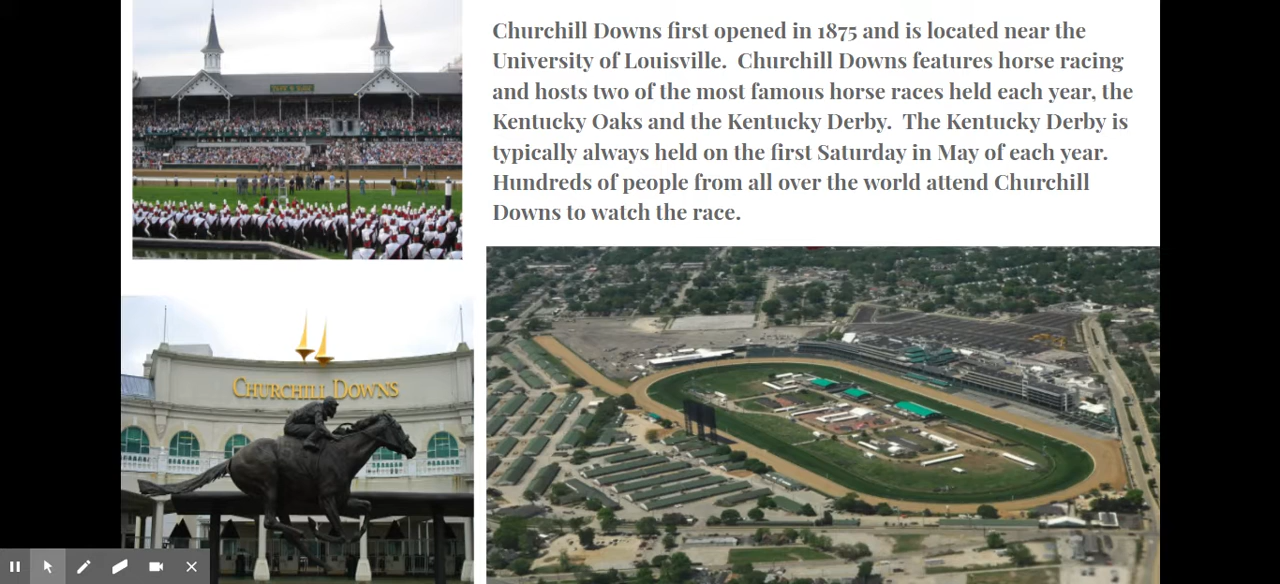 Churchill Downs first opened in 1875 and is located near the
University of Louisville.  Churchill Downs features horse racing
and hosts two of the most famous horse races held each year, the
Kentucky Oaks and the Kentucky Derby.  The Kentucky Derby is
typically always held on the first Saturday in May of each year.
Hundreds of people from all over the world attend Churchill
Downs to watch the race.
CHURCHILL DOWNS